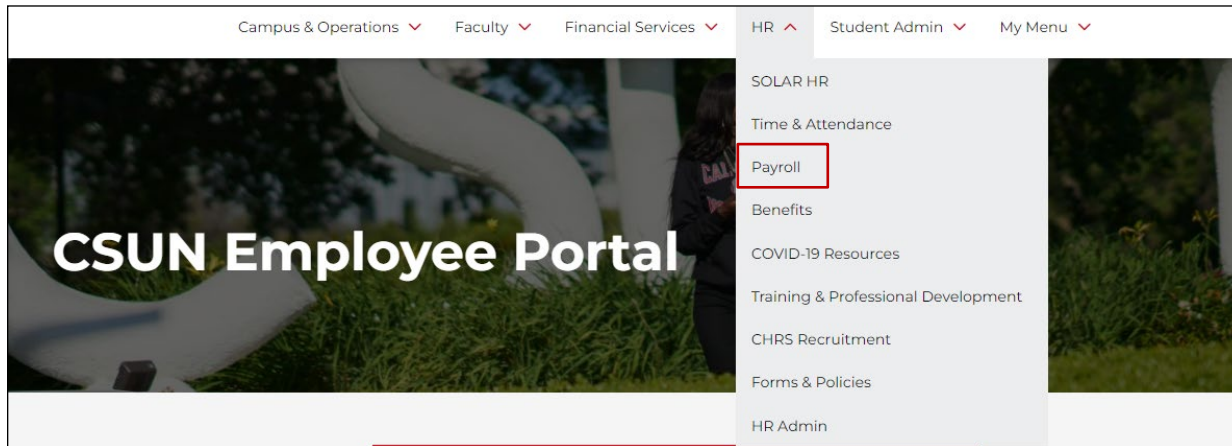 Campus & Operations Faculty Financial Services HR Student Admin My Menu
SOLAR HR
Time & Attendance
Payroll
Benefits
COVID-19 Resources
Training & Professional Development
CHRS Recruitment
Forms & Policies
HR Admin
CSUN Employee Portal